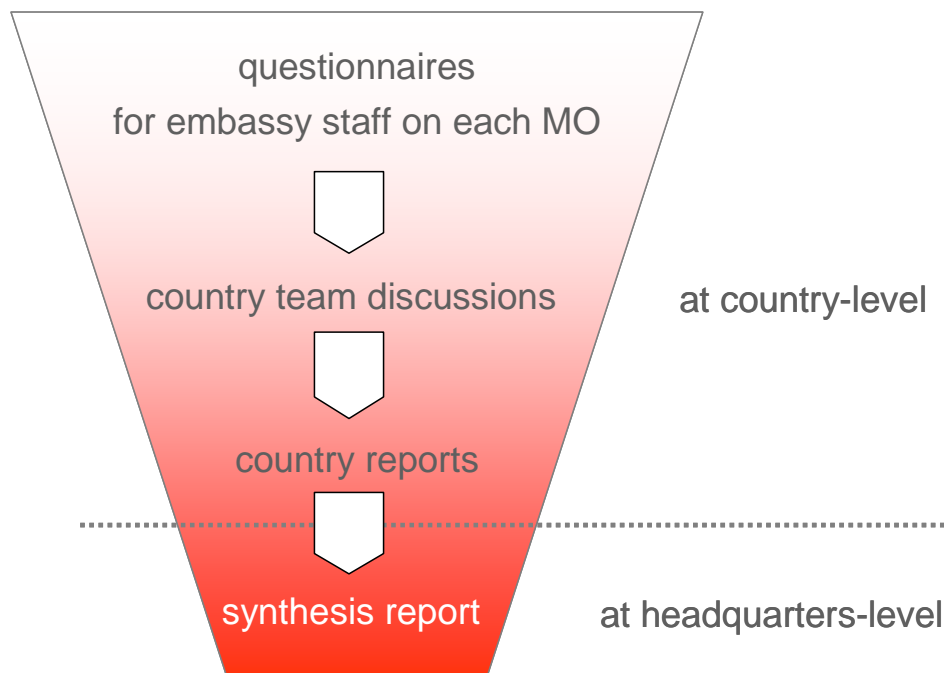 questionnaires
for embassy staff on each MO
country team discussions
at country-level
country reports
synthesis report
at headquarters-level